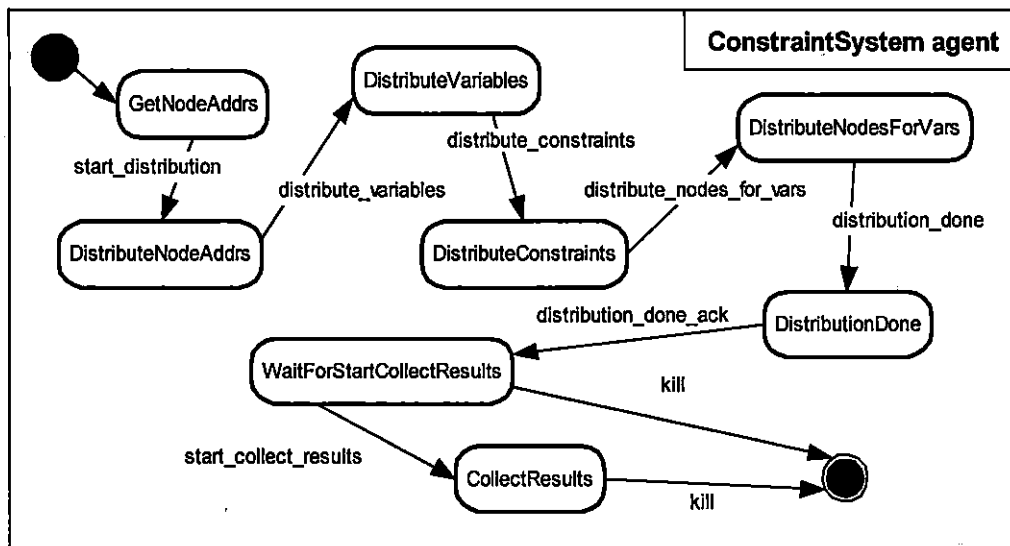 ConstraintSystem agent
GetNodeAddrs
DistributeVariables
DistributeNodesForVars
start_distribution
distribute_variables
distribute_constraints
distribute_nodes_for_vars
distribution_done
DistributeNodeAddrs
DistributeConstraints
DistributionDone
distribution_done_ack
WaitForStartCollectResults
kill
start_collect_results
CollectResults
kill